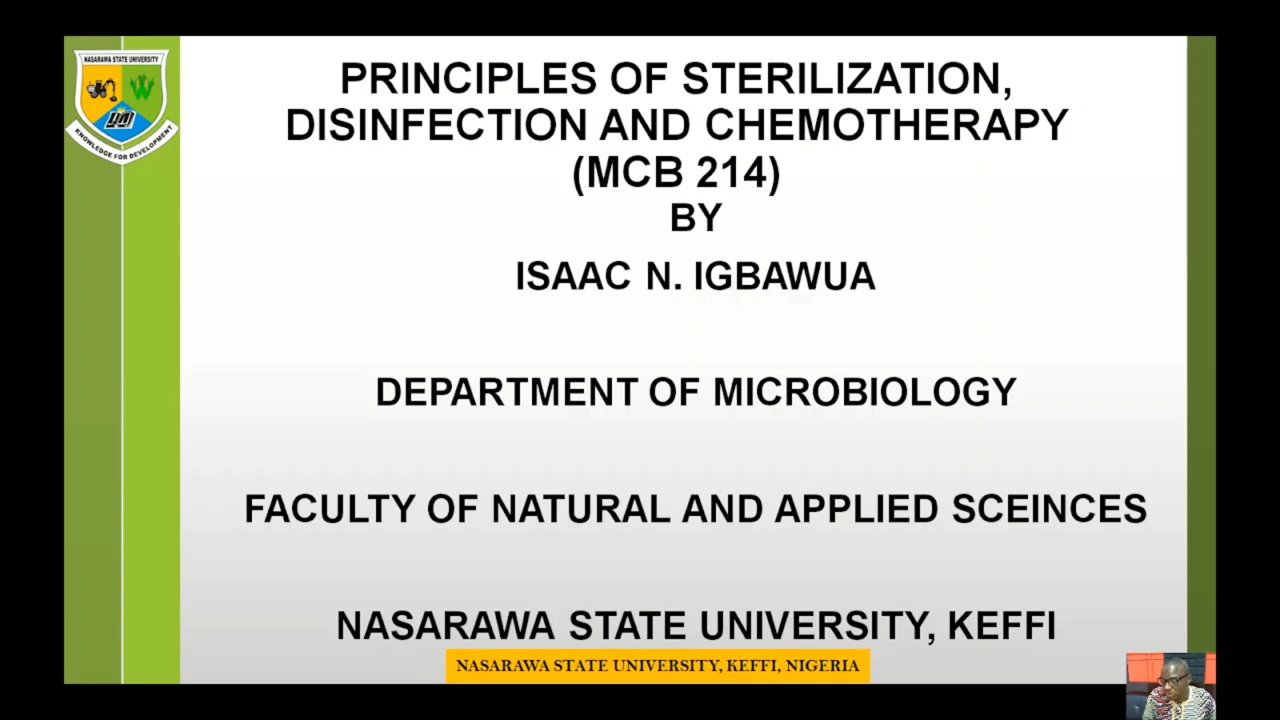 NASARAWA STATE UNIVERSITY
KNOWLEDGE FOR DEVELOPMENT
PRINCIPLES OF STERILIZATION,
DISINFECTION AND CHEMOTHERAPY
(MCB 214)
BY
ISAAC N. IGBAWUA
DEPARTMENT OF MICROBIOLOGY
FACULTY OF NATURAL AND APPLIED SCEINCES
NASARAWA STATE UNIVERSITY, KEFFI
NASARAWA STATE UNIVERSITY, KEFFI, NIGERIA